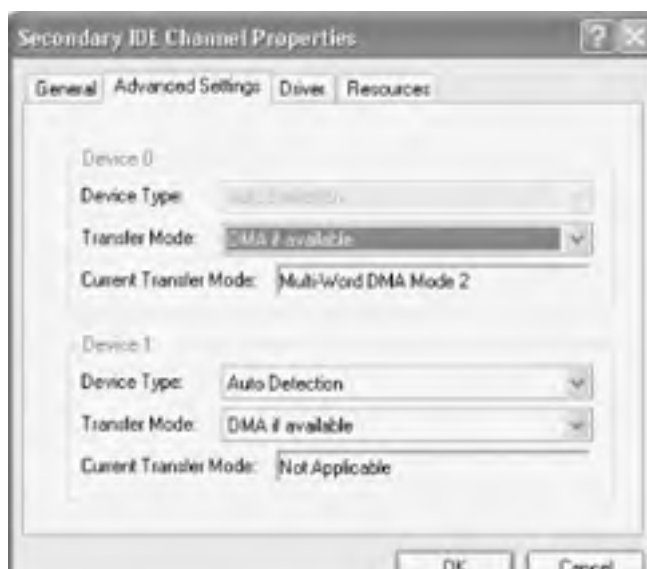 Secondary IDE Channel Properties
General Advanced Settings Driver Resources
Device 0
Device Type: Auto Detection
Transfer Mode: DMA if available
Current Transfer Mode: Multi-Word DMA Mode 2
Device 1
Device Type: Auto Detection
Transfer Mode: DMA if available
Current Transfer Mode: Not Applicable
OK Cancel